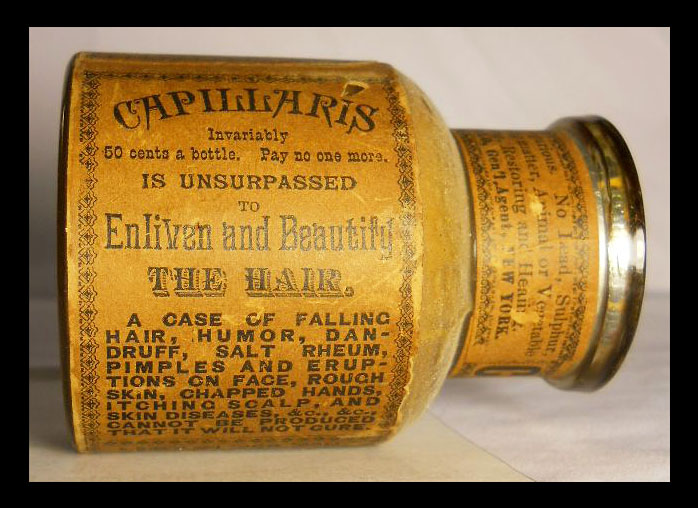 CAPILLARIS
Invariably
50 cents a bottle. Pay no one more.
IS UNSURPASSED
TO
Enliven and Beautify
THE HAIR.
A CASE OF FALLING
HAIR, HUMOR, DAN-
DRUFF, SALT RHEUM,
PIMPLES AND ERUP-
TIONS ON FACE, ROUGH
SKIN, CHAPPED HANDS,
ITCHING SCALP, AND
SKIN DISEASES, &C., &C.,
CANNOT BE PRODUCED
THAT IT WILL NOT CURE.
No Lead, Sulphur,
Animal or Vegetable
Restoring and
Agent, NEW YORK.